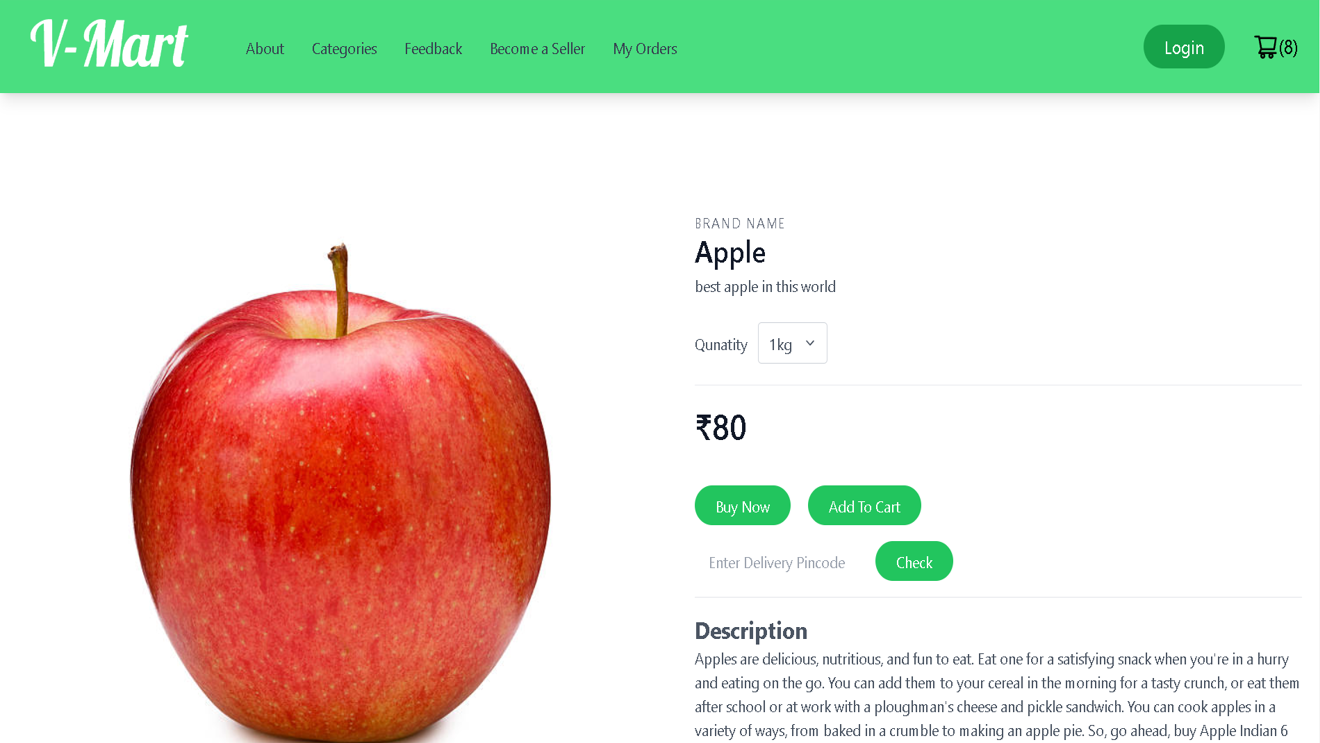 V-Mart
About Categories Feedback Become a Seller My Orders
Login (8)
BRAND NAME
Apple
best apple in this world
Qunatity 1kg
₹80
Buy Now Add To Cart
Enter Delivery Pincode Check
Description
Apples are delicious, nutritious, and fun to eat. Eat one for a satisfying snack when you're in a hurry
and eating on the go. You can add them to your cereal in the morning for a tasty crunch, or eat them
after school or at work with a ploughman's cheese and pickle sandwich. You can cook apples in a
variety of ways, from baked in a crumble to making an apple pie. So, go ahead, buy Apple Indian 6